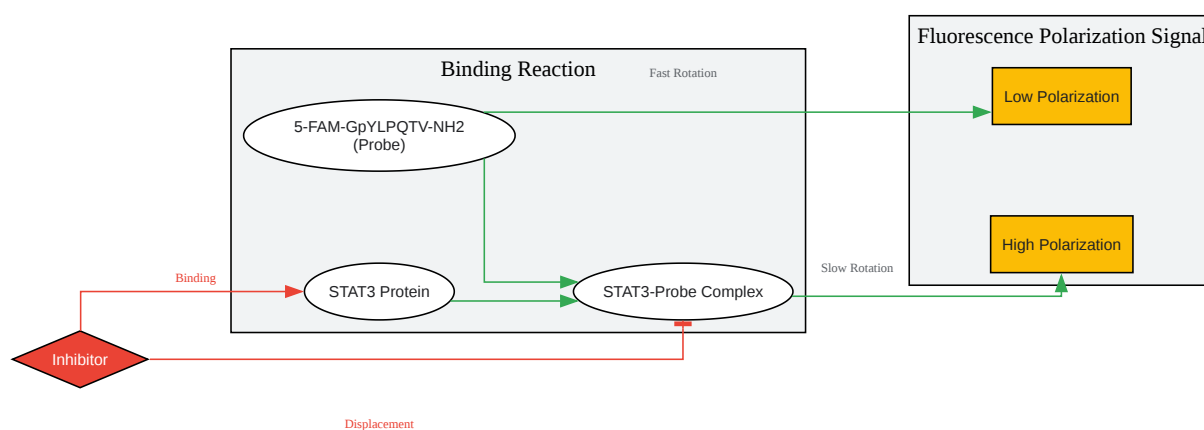 Fluorescence Polarization Signal
Binding Reaction
Fast Rotation
Low Polarization
5-FAM-GpYLPQTV-NH2
(Probe)
High Polarization
Slow Rotation
Binding
STAT3 Protein
STAT3-Probe Complex
Inhibitor
Displacement